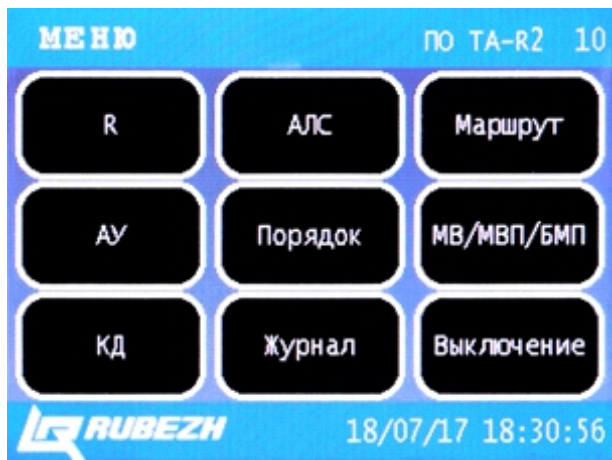 МЕНЮ ПО TA-R2 10
R АЛС Маршрут
АУ Порядок МВ/МВП/БМП
КД Журнал Выключение
RUBEZH 18/07/17 18:30:56